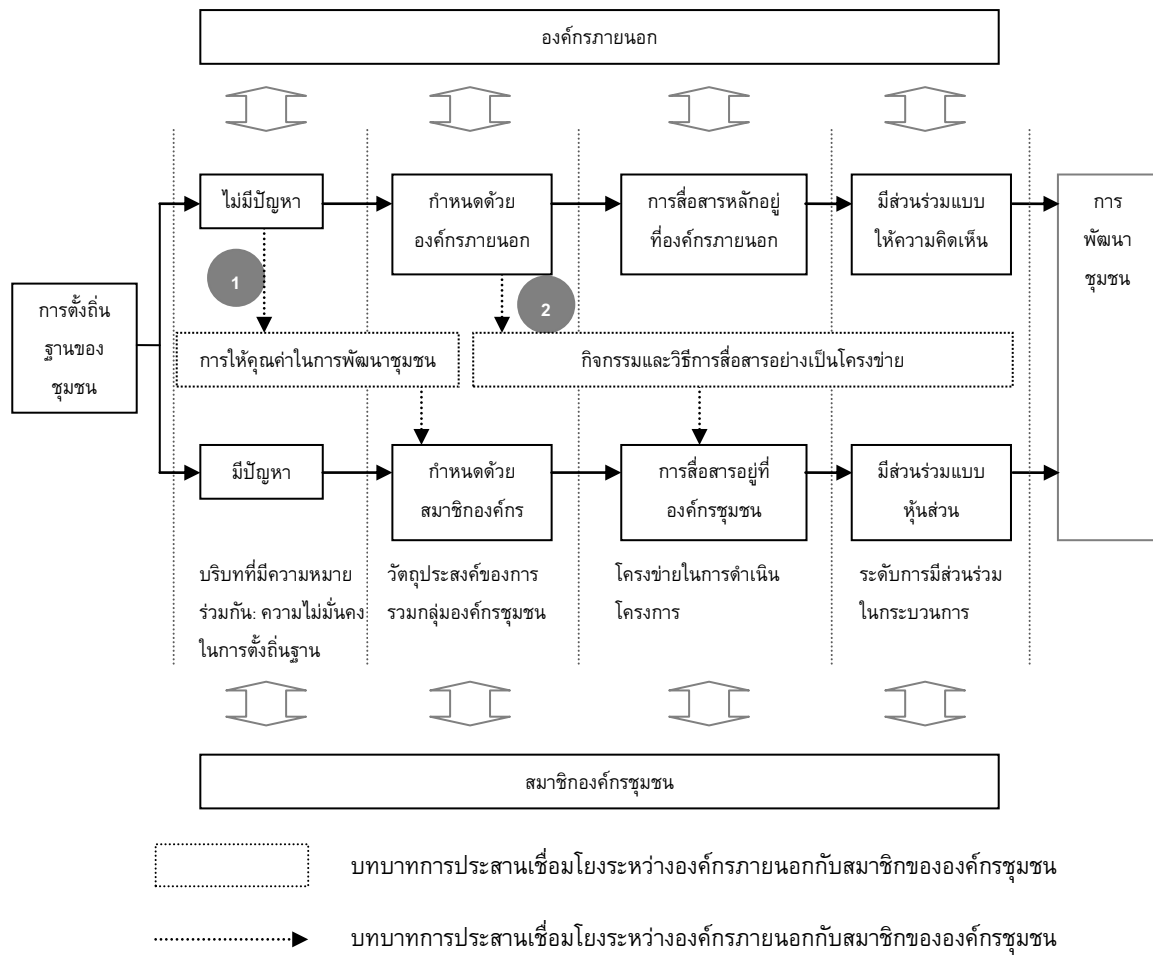 องค์กรภายนอก
ไม่มีปัญหา
กำหนดด้วย
องค์กรภายนอก
การสื่อสารหลักอยู่
ที่องค์กรภายนอก
มีส่วนร่วมแบบ
ให้ความคิดเห็น
การ
พัฒนา
ชุมชน
1
2
การตั้งถิ่น
ฐานของ
ชุมชน
การให้คุณค่าในการพัฒนาชุมชน
กิจกรรมและวิธีการสื่อสารอย่างเป็นโครงข่าย
มีปัญหา
กำหนดด้วย
สมาชิกองค์กร
การสื่อสารอยู่ที่
องค์กรชุมชน
มีส่วนร่วมแบบ
หุ้นส่วน
บริบทที่มีความหมาย
ร่วมกัน: ความไม่มั่นคง
ในการตั้งถิ่นฐาน
วัตถุประสงค์ของการ
รวมกลุ่มองค์กรชุมชน
โครงข่ายในการดำเนิน
โครงการ
ระดับการมีส่วนร่วม
ในกระบวนการ
สมาชิกองค์กรชุมชน
บทบาทการประสานเชื่อมโยงระหว่างองค์กรภายนอกกับสมาชิกขององค์กรชุมชน
บทบาทการประสานเชื่อมโยงระหว่างองค์กรภายนอกกับสมาชิกขององค์กรชุมชน